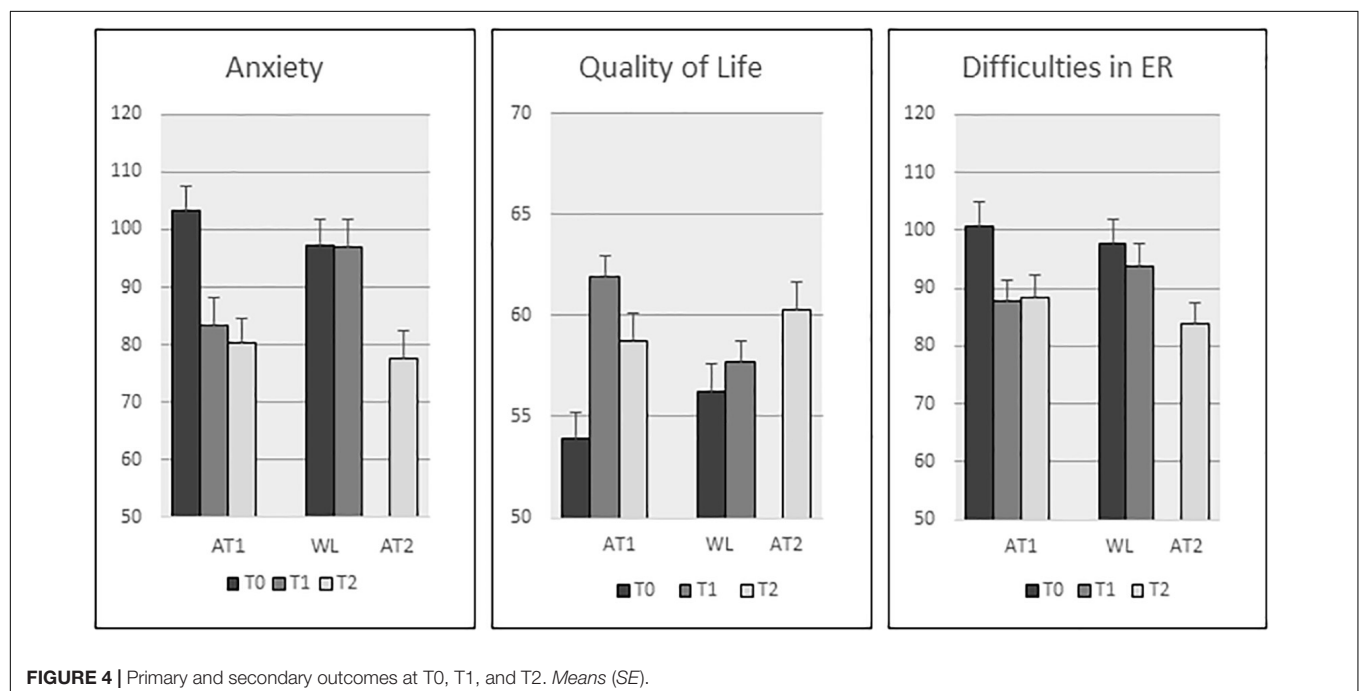 Anxiety
120
110
100
90
80
70
60
50
AT1 WL AT2
T0 T1 T2
Quality of Life
70
65
60
55
50
AT1 WL AT2
T0 T1 T2
Difficulties in ER
120
110
100
90
80
70
60
50
AT1 WL AT2
T0 T1 T2
FIGURE 4 | Primary and secondary outcomes at T0, T1, and T2. Means (SE).